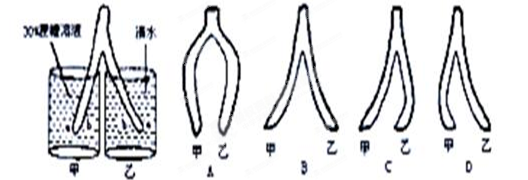 30%蔗糖溶液 清水
甲 乙 甲 乙 甲 乙 甲 乙 甲 乙
A B C D